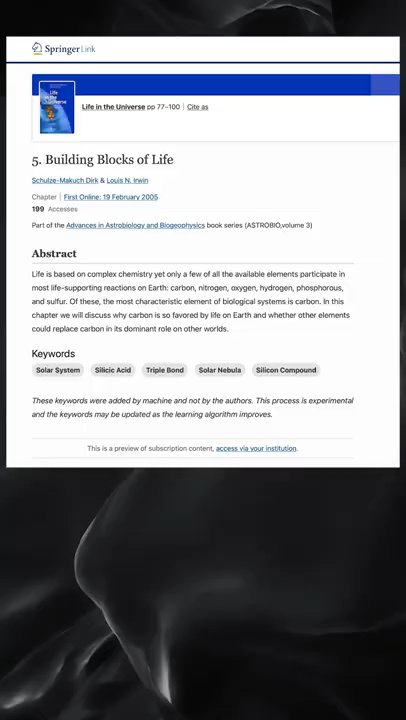 Springer Link
Life in the Universe
Life in the Universe pp 77–100 | Cite as
5. Building Blocks of Life
Schulze-Makuch Dirk & Louis N. Irwin
Chapter | First Online: 19 February 2005
199 Accesses
Part of the Advances in Astrobiology and Biogeophysics book series (ASTROBIO,volume 3)
Abstract
Life is based on complex chemistry yet only a few of all the available elements participate in
most life-supporting reactions on Earth: carbon, nitrogen, oxygen, hydrogen, phosphorous,
and sulfur. Of these, the most characteristic element of biological systems is carbon. In this
chapter we will discuss why carbon is so favored by life on Earth and whether other elements
could replace carbon in its dominant role on other worlds.
Keywords
Solar System Silicic Acid Triple Bond Solar Nebula Silicon Compound
These keywords were added by machine and not by the authors. This process is experimental
and the keywords may be updated as the learning algorithm improves.
This is a preview of subscription content, access via your institution.